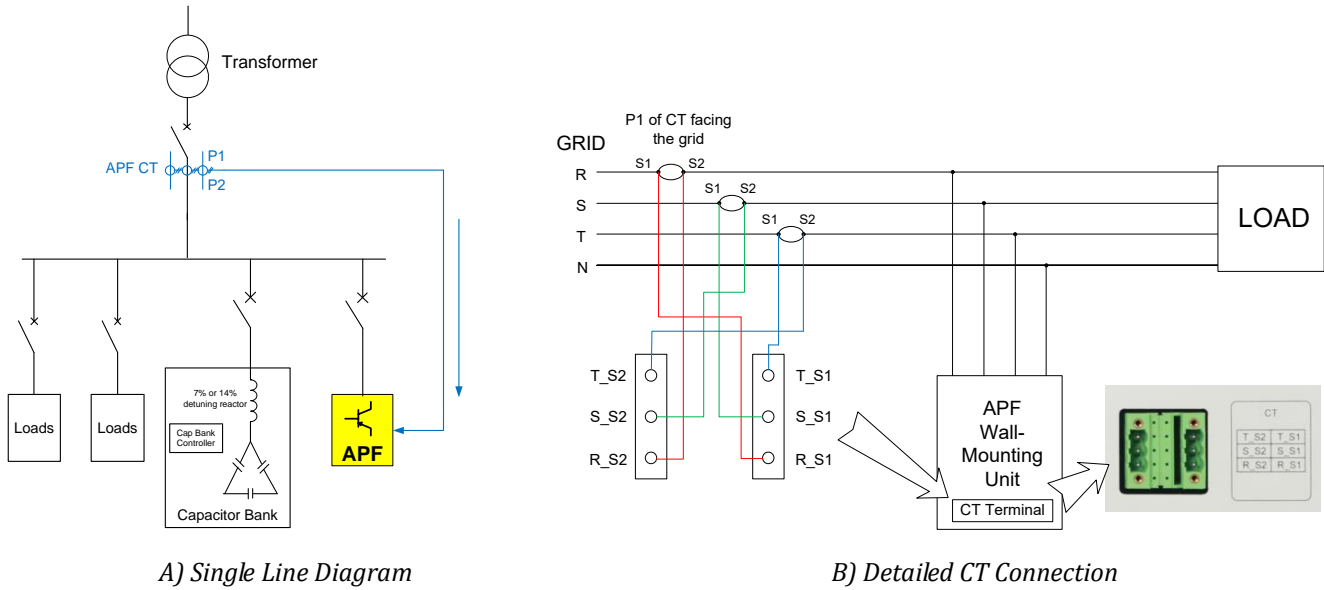 Transformer
APF CT
P1
P2
Loads
Loads
7% or 14%
detuning reactor
Cap Bank
Controller
Capacitor Bank
APF
A) Single Line Diagram
P1 of CT facing
the grid
GRID
R
S
T
N
S1
S2
S1
S2
S1
S2
LOAD
T_S2
S_S2
R_S2
T_S1
S_S1
R_S1
APF
Wall-
Mounting
Unit
CT Terminal
CT
T_S2 T_S1
S_S2 S_S1
R_S2 R_S1
B) Detailed CT Connection